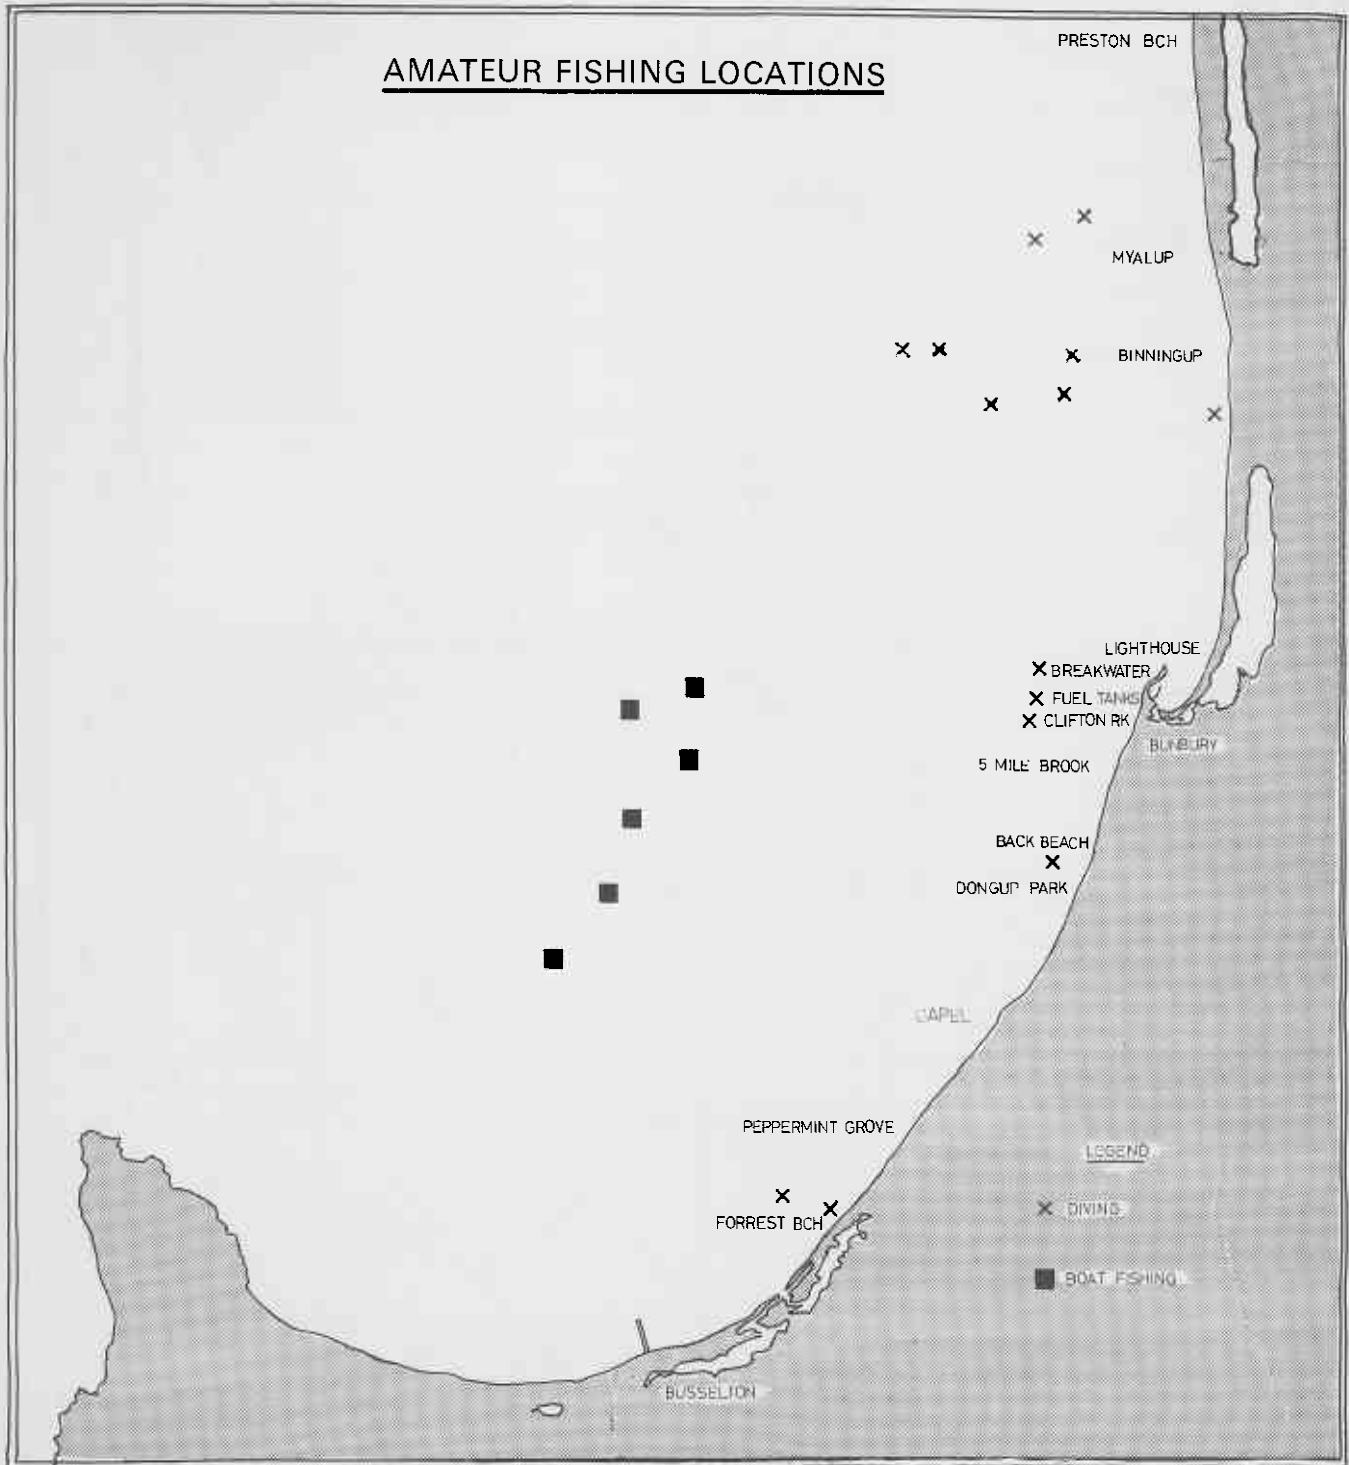 PRESTON BCH
AMATEUR FISHING LOCATIONS
MYALUP
BINNINGUP
LIGHTHOUSE
BREAKWATER
FUEL TANKS
CLIFTON RK
BUNBURY
5 MILE BROOK
BACK BEACH
DONGUP PARK
CAPEL
PEPPERMINT GROVE
LEGEND
DIVING
FORREST BCH
BOAT FISHING
BUSSELTON